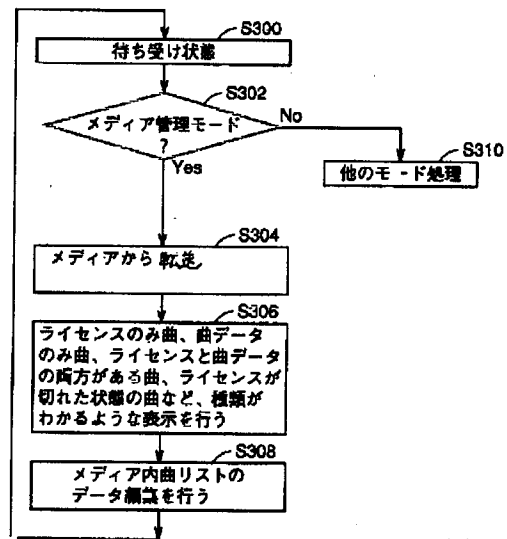 S300
待ち受け状態
S302
メディア管理モード
?
No
Yes
S310
他のモード処理
S304
メディアから転送
S306
ライセンスのみ曲、曲データ
のみ曲、ライセンスと曲データ
の両方がある曲、ライセンスが
切れた状態の曲など、種類が
わかるような表示を行う
S308
メディア内曲リストの
データ編集を行う